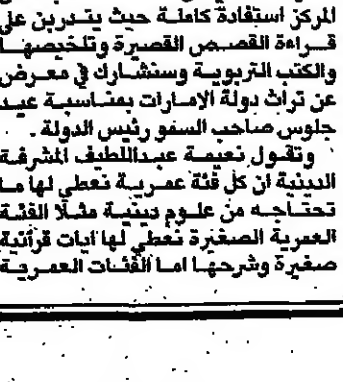 المركز استفادة كاملة حيث يتدربن على
قراءة القصص القصيرة وتلخيصها
والكتب التربوية وسنشارك في معرض
عن تراث دولة الامارات بمناسبة عيد
جلوس صاحب السمو رئيس الدولة .
وتقول نعيمة عبداللطيف المشرفة
الدينية ان كل فئة عمرية نعطي لها ما
تحتاجه من علوم دينية مثلا الفئة
العمرية الصغيرة نعطي لها ايات قرآنية
صغيرة وشرحها اما الفئات العمرية